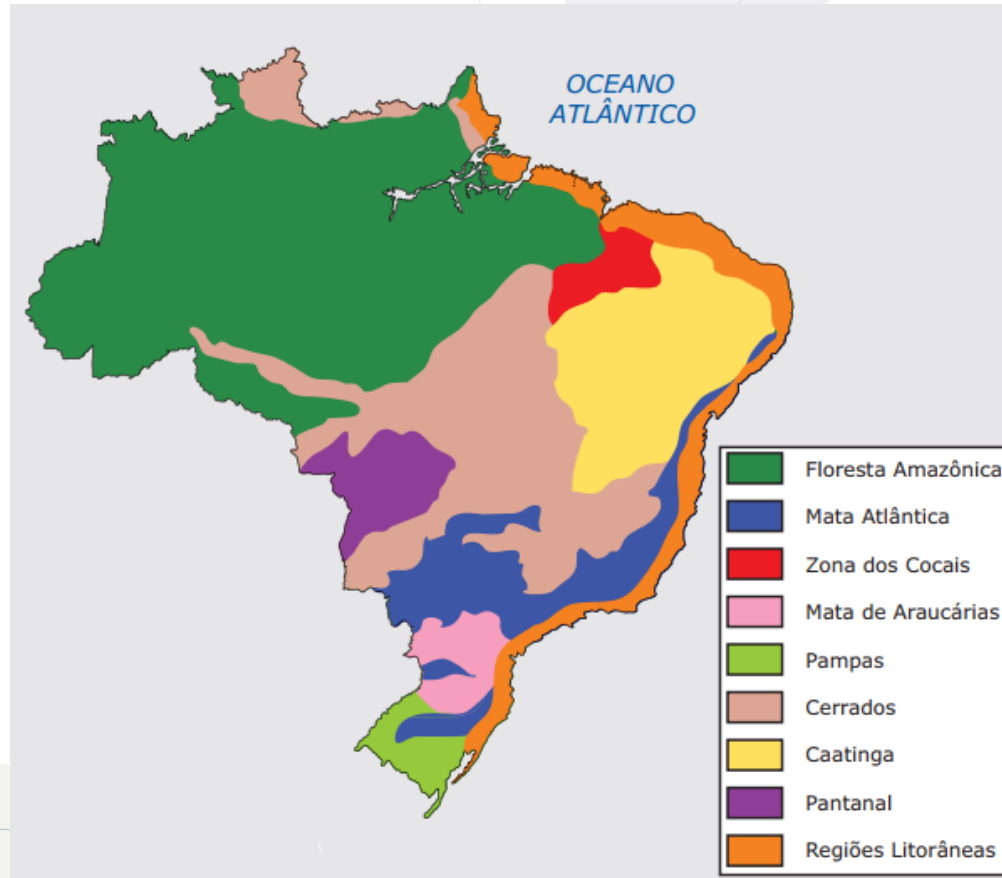 OCEANO
ATLÂNTICO
Floresta Amazônica
Mata Atlântica
Zona dos Cocais
Mata de Araucárias
Pampas
Cerrados
Caatinga
Pantanal
Regiões Litorâneas